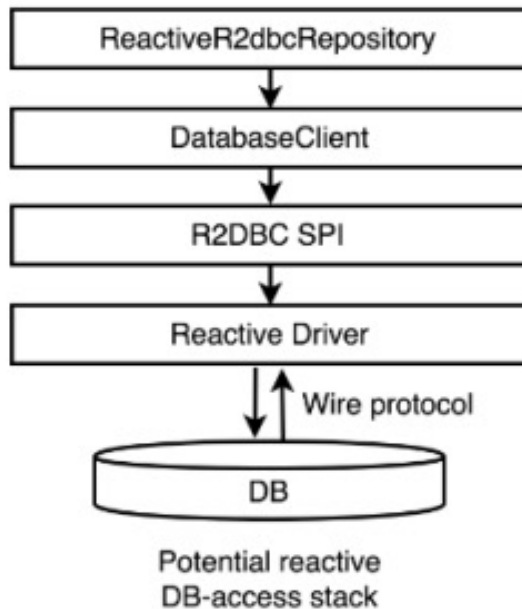 ReactiveR2dbcRepository
DatabaseClient
R2DBC SPI
Reactive Driver
Wire protocol
DB
Potential reactive
DB-access stack